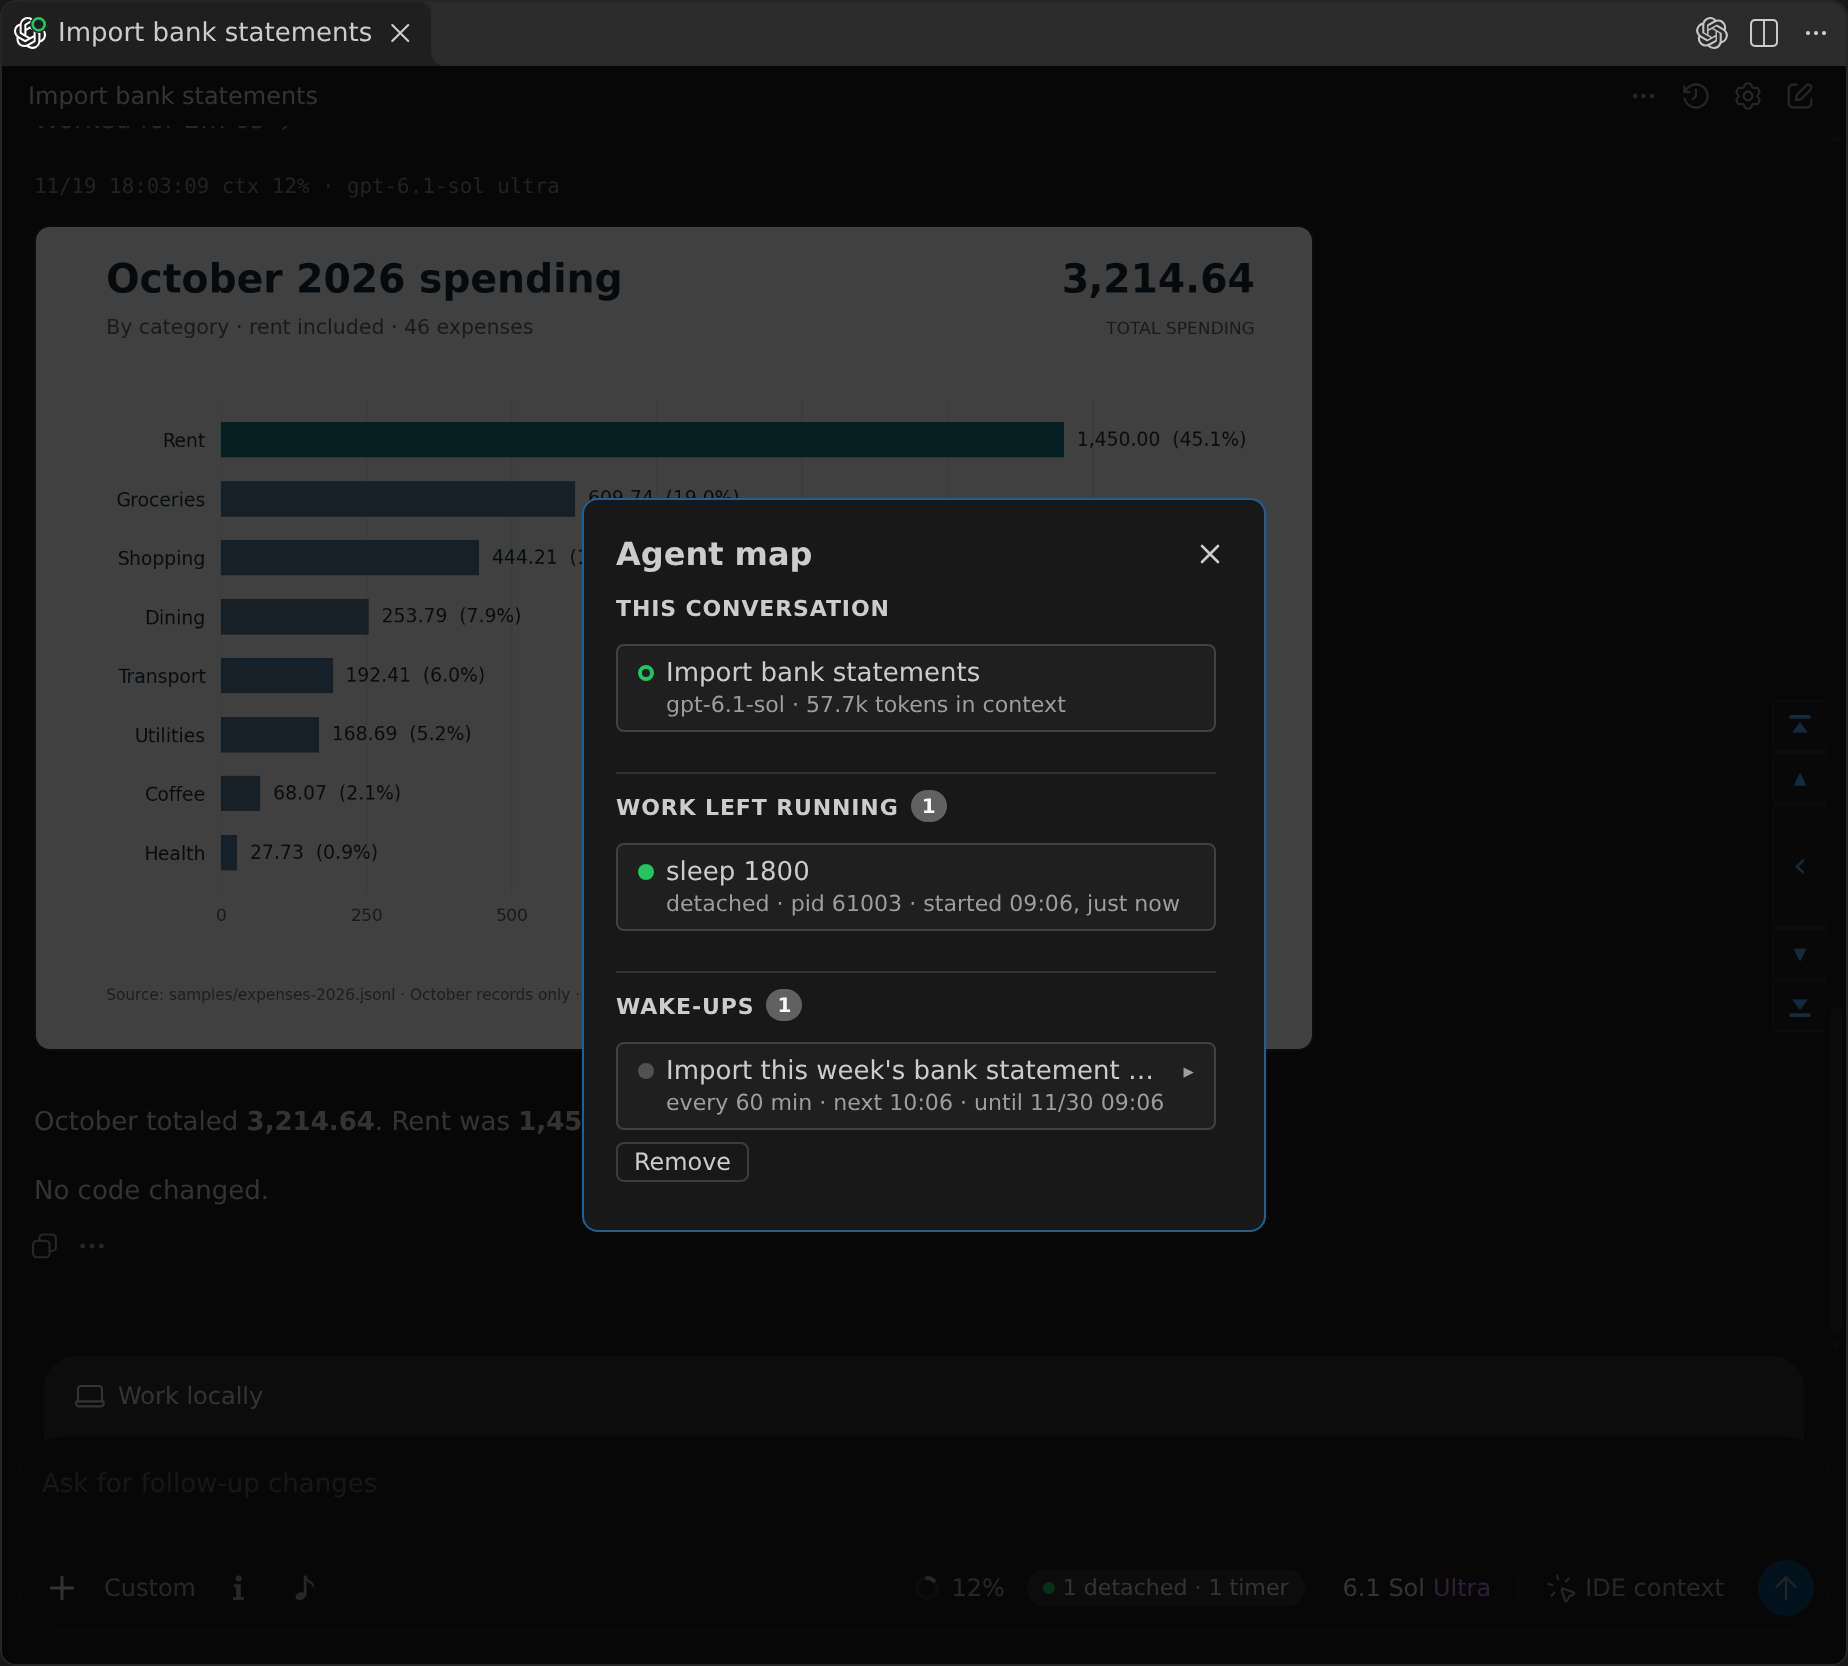 Import bank statements
Import bank statements
11/19 18:03:09 ctx 12% · gpt-6.1-sol ultra
October 2026 spending
3,214.64
By category · rent included · 46 expenses
TOTAL SPENDING
Rent
1,450.00 (45.1%)
Groceries
609.74 (19.0%)
Shopping
444.21
Dining
253.79 (7.9%)
Transport
192.41 (6.0%)
Utilities
168.69 (5.2%)
Coffee
68.07 (2.1%)
Health
27.73 (0.9%)
0
250
500
Source: samples/expenses-2026.jsonl · October records only ·
Agent map
THIS CONVERSATION
Import bank statements
gpt-6.1-sol · 57.7k tokens in context
WORK LEFT RUNNING 1
sleep 1800
detached · pid 61003 · started 09:06, just now
WAKE-UPS 1
Import this week's bank statement ...
every 60 min · next 10:06 · until 11/30 09:06
Remove
October totaled 3,214.64. Rent was 1,45
No code changed.
Work locally
Ask for follow-up changes
Custom
12%
1 detached · 1 timer
6.1 Sol Ultra
IDE context